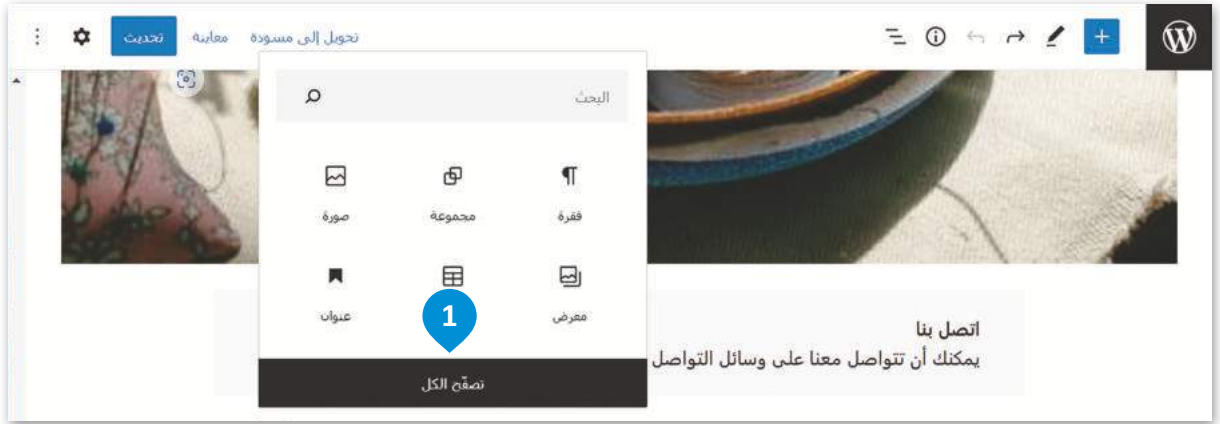 تحويل إلى مسودة معاينة تحديث
البحث
فقرة مجموعة صورة
معرض عنوان
1
تصفّح الكل
اتصل بنا
يمكنك أن تتواصل معنا على وسائل التواصل